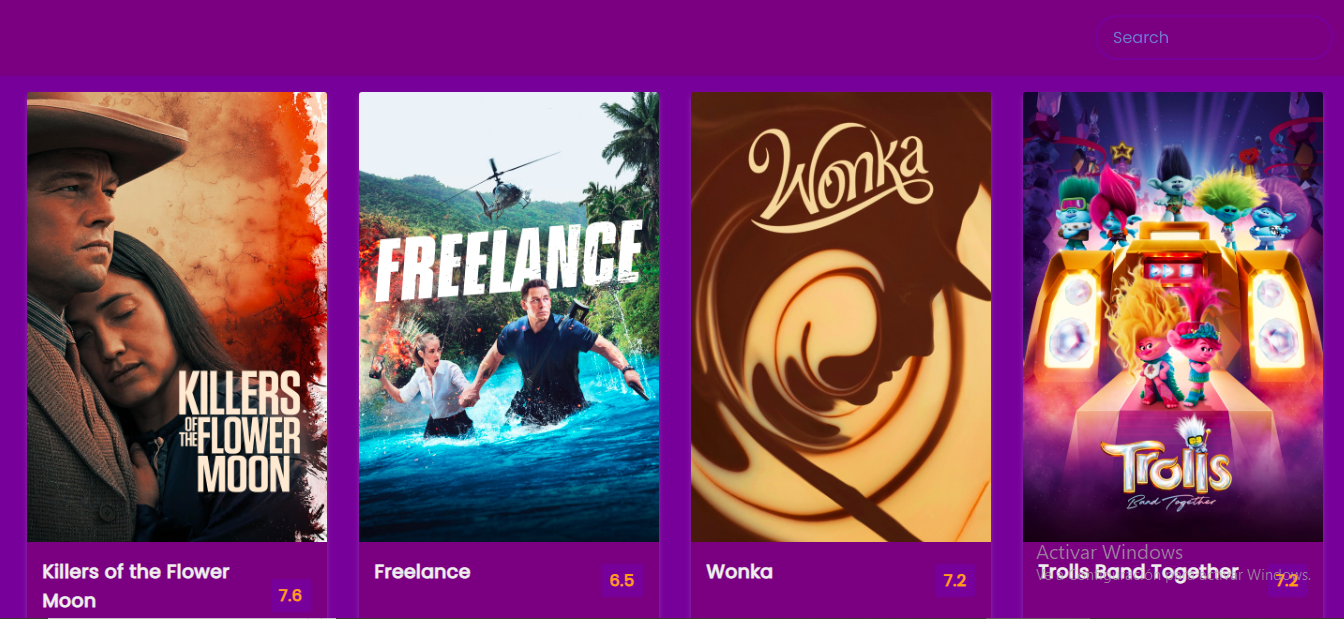 Search
KILLERS
OF THE FLOWER
MOON
FREELANCE
Wonka
Trolls
Band Together
Killers of the Flower
Moon
7.6
Freelance
6.5
Wonka
7.2
Activar Windows
Trolls Band Together
Ve a Configuración para activar Windows.
7.2